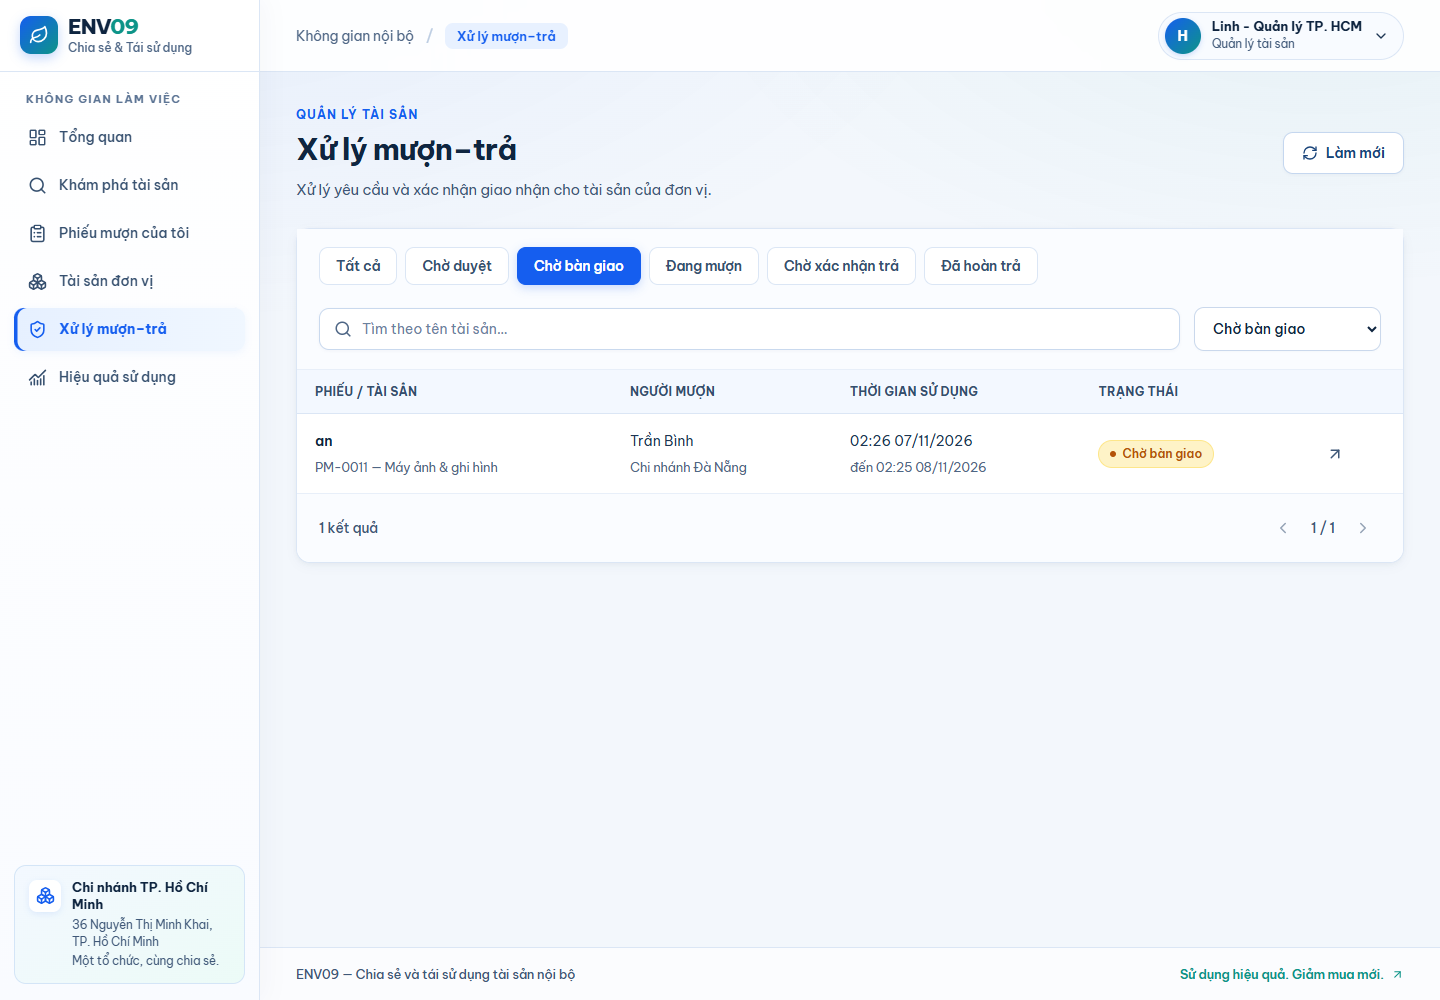 ENV09
Chia sẻ & Tái sử dụng
KHÔNG GIAN LÀM VIỆC
Tổng quan
Khám phá tài sản
Phiếu mượn của tôi
Tài sản đơn vị
Xử lý mượn–trả
Hiệu quả sử dụng
Chi nhánh TP. Hồ Chí
Minh
36 Nguyễn Thị Minh Khai,
TP. Hồ Chí Minh
Một tổ chức, cùng chia sẻ.
Không gian nội bộ / Xử lý mượn–trả
H
Linh - Quản lý TP. HCM
Quản lý tài sản
QUẢN LÝ TÀI SẢN
Xử lý mượn–trả
Xử lý yêu cầu và xác nhận giao nhận cho tài sản của đơn vị.
Làm mới
Tất cả Chờ duyệt Chờ bàn giao Đang mượn Chờ xác nhận trả Đã hoàn trả
Tìm theo tên tài sản... Chờ bàn giao
PHIẾU / TÀI SẢN NGƯỜI MƯỢN THỜI GIAN SỬ DỤNG TRẠNG THÁI
an Trần Bình 02:26 07/11/2026 Chờ bàn giao
PM-0011 — Máy ảnh & ghi hình Chi nhánh Đà Nẵng đến 02:25 08/11/2026
1 kết quả 1 / 1
ENV09 — Chia sẻ và tái sử dụng tài sản nội bộ Sử dụng hiệu quả. Giảm mua mới.